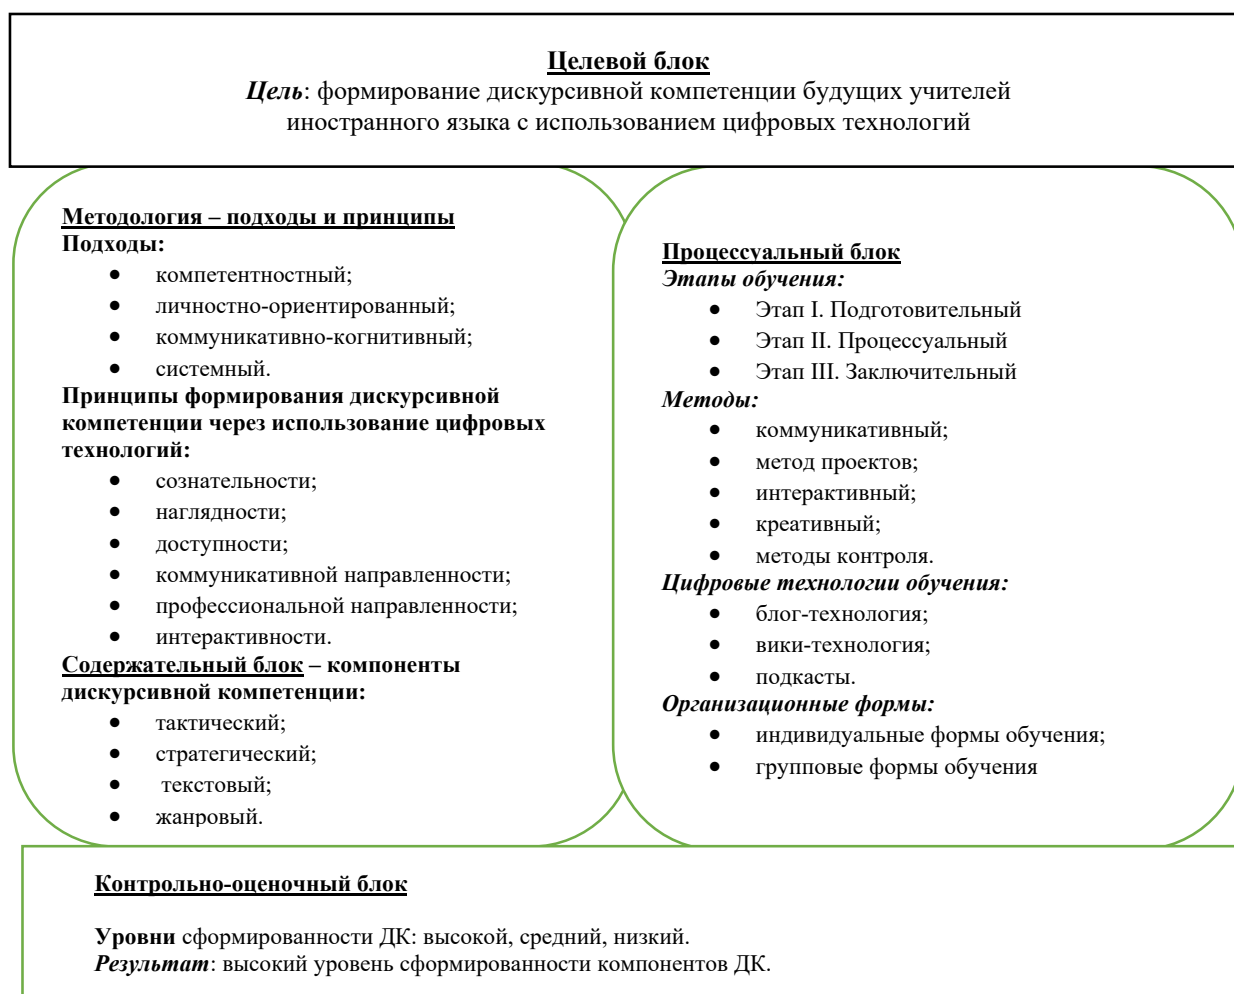 Целевой блок
Цель: формирование дискурсивной компетенции будущих учителей
иностранного языка с использованием цифровых технологий
Методология – подходы и принципы
Подходы:
• компетентностный;
• личностно-ориентированный;
• коммуникативно-когнитивный;
• системный.
Принципы формирования дискурсивной
компетенции через использование цифровых
технологий:
• сознательности;
• наглядности;
• доступности;
• коммуникативной направленности;
• профессиональной направленности;
• интерактивности.
Содержательный блок – компоненты
дискурсивной компетенции:
• тактический;
• стратегический;
• текстовый;
• жанровый.
Процессуальный блок
Этапы обучения:
• Этап I. Подготовительный
• Этап II. Процессуальный
• Этап III. Заключительный
Методы:
• коммуникативный;
• метод проектов;
• интерактивный;
• креативный;
• методы контроля.
Цифровые технологии обучения:
• блог-технология;
• вики-технология;
• подкасты.
Организационные формы:
• индивидуальные формы обучения;
• групповые формы обучения
Контрольно-оценочный блок
Уровни сформированности ДК: высокой, средний, низкий.
Результат: высокий уровень сформированности компонентов ДК.